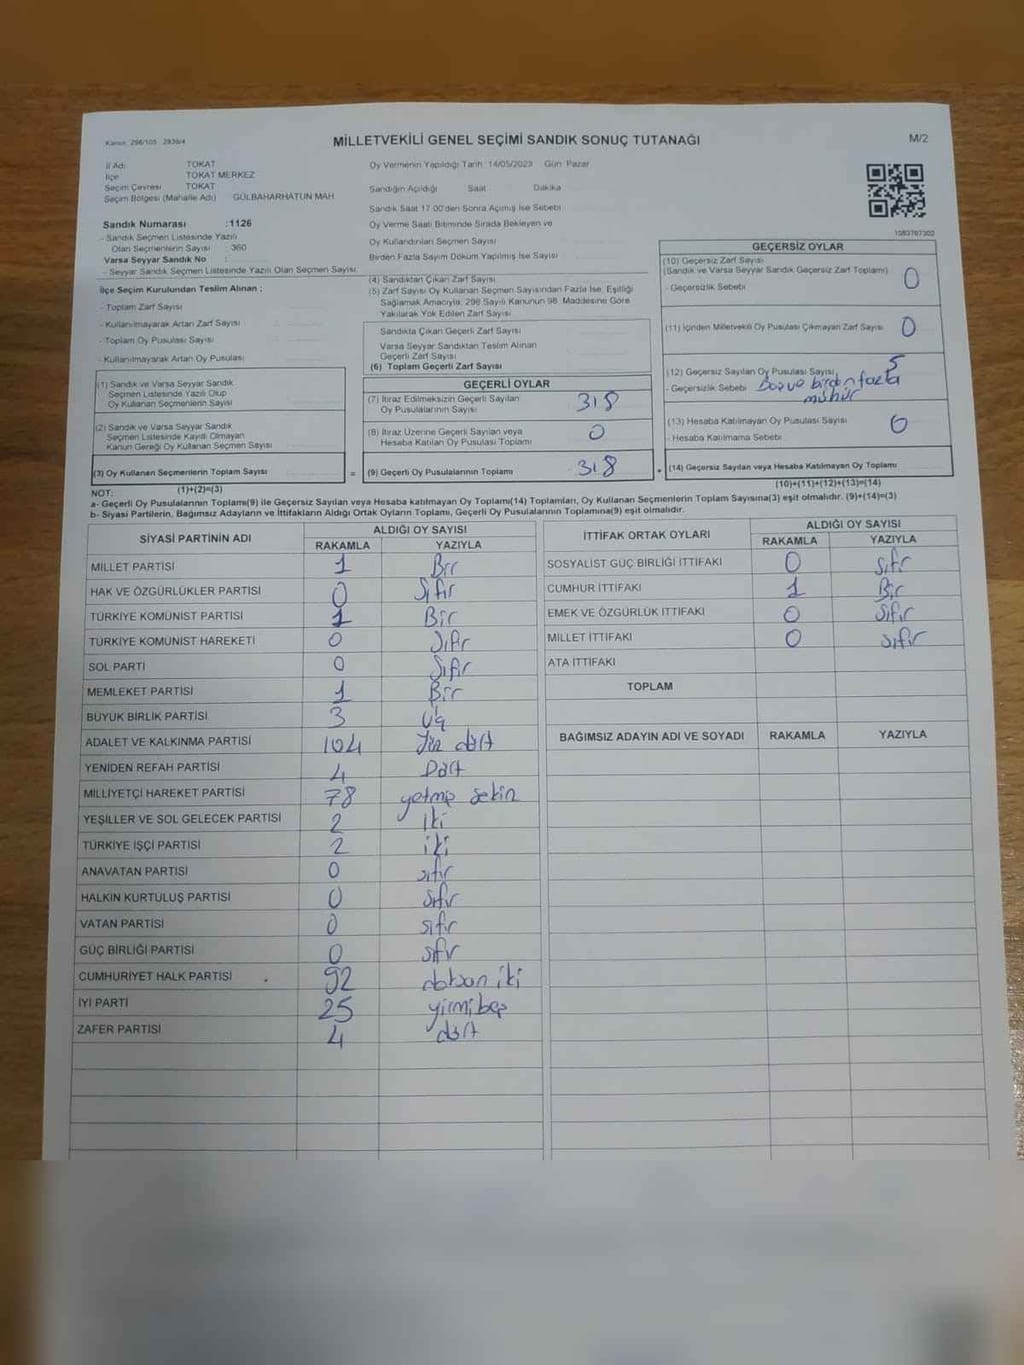 Kanun: 298/105 2839/4
MİLLETVEKİLİ GENEL SEÇİMİ SANDIK SONUÇ TUTANAĞI
M/2
İl Adı: TOKAT
İlçe TOKAT MERKEZ
Seçim Çevresi TOKAT
Seçim Bölgesi (Mahalle Adı) GÜLBAHARHATUN MAH
Sandık Numarası :1126
- Sandık Seçmen Listesinde Yazılı
Olan Seçmenlerin Sayısı : 360
Varsa Seyyar Sandık No :
- Seyyar Sandık Seçmen Listesinde Yazılı Olan Seçmen Sayısı:
Oy Vermenin Yapıldığı Tarih: 14/05/2023 Gün: Pazar
Sandığın Açıldığı Saat Dakika
Sandık Saat 17:00'den Sonra Açılmış İse Sebebi
Oy Verme Saati Bitiminde Sırada Bekleyen ve
Oy Kullandırılan Seçmen Sayısı
Birden Fazla Sayım Döküm Yapılmış İse Sayısı
1083767302
İlçe Seçim Kurulundan Teslim Alınan ;
- Toplam Zarf Sayısı
- Kullanılmayarak Artan Zarf Sayısı
- Toplam Oy Pusulası Sayısı
- Kullanılmayarak Artan Oy Pusulası
(4) Sandıktan Çıkan Zarf Sayısı
(5) Zarf Sayısı Oy Kullanan Seçmen Sayısından Fazla İse, Eşitliği
Sağlamak Amacıyla; 298 Sayılı Kanunun 98. Maddesine Göre
Yakılarak Yok Edilen Zarf Sayısı
Sandıkta Çıkan Geçerli Zarf Sayısı
Varsa Seyyar Sandıktan Teslim Alınan
Geçerli Zarf Sayısı
(6) Toplam Geçerli Zarf Sayısı
GEÇERSİZ OYLAR
(10) Geçersiz Zarf Sayısı
(Sandık ve Varsa Seyyar Sandık Geçersiz Zarf Toplamı) 0
- Geçersizlik Sebebi
(11) İçinden Milletvekili Oy Pusulası Çıkmayan Zarf Sayısı 0
(12) Geçersiz Sayılan Oy Pusulası Sayısı 5
- Geçersizlik Sebebi Boş ve birden fazla
mühür
(13) Hesaba Katılmayan Oy Pusulası Sayısı 0
- Hesaba Katılmama Sebebi
(14) Geçersiz Sayılan veya Hesaba Katılmayan Oy Toplamı
(10)+(11)+(12)+(13)=(14)
(1) Sandık ve Varsa Seyyar Sandık
Seçmen Listesinde Yazılı Olup
Oy Kullanan Seçmenlerin Sayısı
(2) Sandık ve Varsa Seyyar Sandık
Seçmen Listesinde Kayıtlı Olmayan
Kanun Gereği Oy Kullanan Seçmen Sayısı
(3) Oy Kullanan Seçmenlerin Toplam Sayısı =
(1)+(2)=(3)
GEÇERLİ OYLAR
(7) İtiraz Edilmeksizin Geçerli Sayılan
Oy Pusulalarının Sayısı 318
(8) İtiraz Üzerine Geçerli Sayılan veya
Hesaba Katılan Oy Pusulası Toplamı 0
(9) Geçerli Oy Pusulalarının Toplamı 318 +
NOT:
a- Geçerli Oy Pusulalarının Toplamı(9) ile Geçersiz Sayılan veya Hesaba katılmayan Oy Toplam(14) Toplamları, Oy Kullanan Seçmenlerin Toplam Sayısına(3) eşit olmalıdır. (9)+(14)=(3)
b- Siyasi Partilerin, Bağımsız Adayların ve İttifakların Aldığı Ortak Oyların Toplamı, Geçerli Oy Pusulalarının Toplamına(9) eşit olmalıdır.
SİYASİ PARTİNİN ADI ALDIĞI OY SAYISI
RAKAMLA YAZIYLA
MİLLET PARTİSİ 1 Bir
HAK VE ÖZGÜRLÜKLER PARTİSİ 0 Sıfır
TÜRKİYE KOMÜNİST PARTİSİ 1 Bir
TÜRKİYE KOMÜNİST HAREKETİ 0 Sıfır
SOL PARTİ 0 Sıfır
MEMLEKET PARTİSİ 1 Bir
BÜYÜK BİRLİK PARTİSİ 3 üç
ADALET VE KALKINMA PARTİSİ 104 Yüz dört
YENİDEN REFAH PARTİSİ 4 Dört
MİLLİYETÇİ HAREKET PARTİSİ 78 yetmiş sekiz
YEŞİLLER VE SOL GELECEK PARTİSİ 2 iki
TÜRKİYE İŞÇİ PARTİSİ 2 iki
ANAVATAN PARTİSİ 0 sıfır
HALKIN KURTULUŞ PARTİSİ 0 Sıfır
VATAN PARTİSİ 0 sıfır
GÜÇ BİRLİĞİ PARTİSİ 0 sıfır
CUMHURİYET HALK PARTİSİ 92 doksan iki
İYİ PARTİ 25 yirmibeş
ZAFER PARTİSİ 4 dört
İTTİFAK ORTAK OYLARI ALDIĞI OY SAYISI
RAKAMLA YAZIYLA
SOSYALİST GÜÇ BİRLİĞİ İTTİFAKI 0 Sıfır
CUMHUR İTTİFAKI 1 Bir
EMEK VE ÖZGÜRLÜK İTTİFAKI 0 Sıfır
MİLLET İTTİFAKI 0 Sıfır
ATA İTTİFAKI
TOPLAM
BAĞIMSIZ ADAYIN ADI VE SOYADI RAKAMLA YAZIYLA